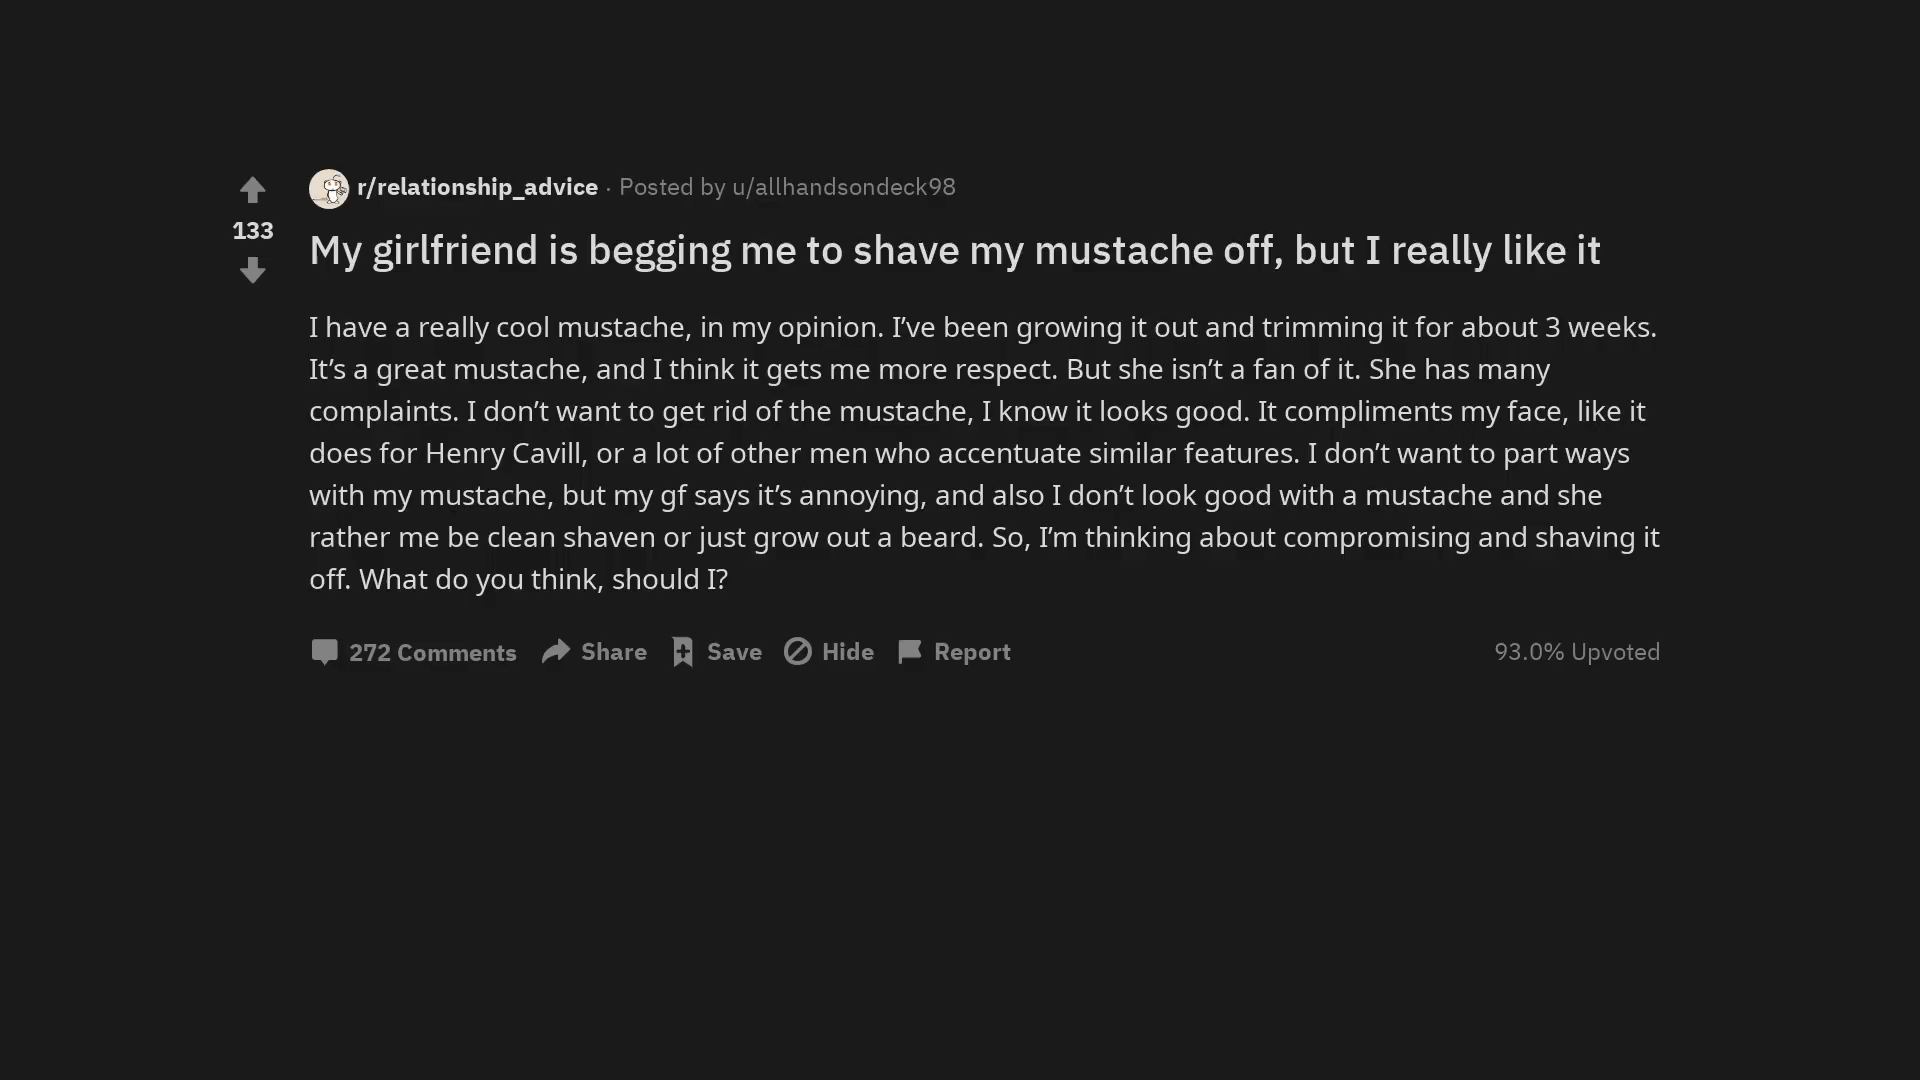 r/relationship_advice · Posted by u/allhandsondeck98
133
My girlfriend is begging me to shave my mustache off, but I really like it
I have a really cool mustache, in my opinion. I’ve been growing it out and trimming it for about 3 weeks.
It’s a great mustache, and I think it gets me more respect. But she isn’t a fan of it. She has many
complaints. I don’t want to get rid of the mustache, I know it looks good. It compliments my face, like it
does for Henry Cavill, or a lot of other men who accentuate similar features. I don’t want to part ways
with my mustache, but my gf says it’s annoying, and also I don’t look good with a mustache and she
rather me be clean shaven or just grow out a beard. So, I’m thinking about compromising and shaving it
off. What do you think, should I?
272 Comments Share Save Hide Report 93.0% Upvoted